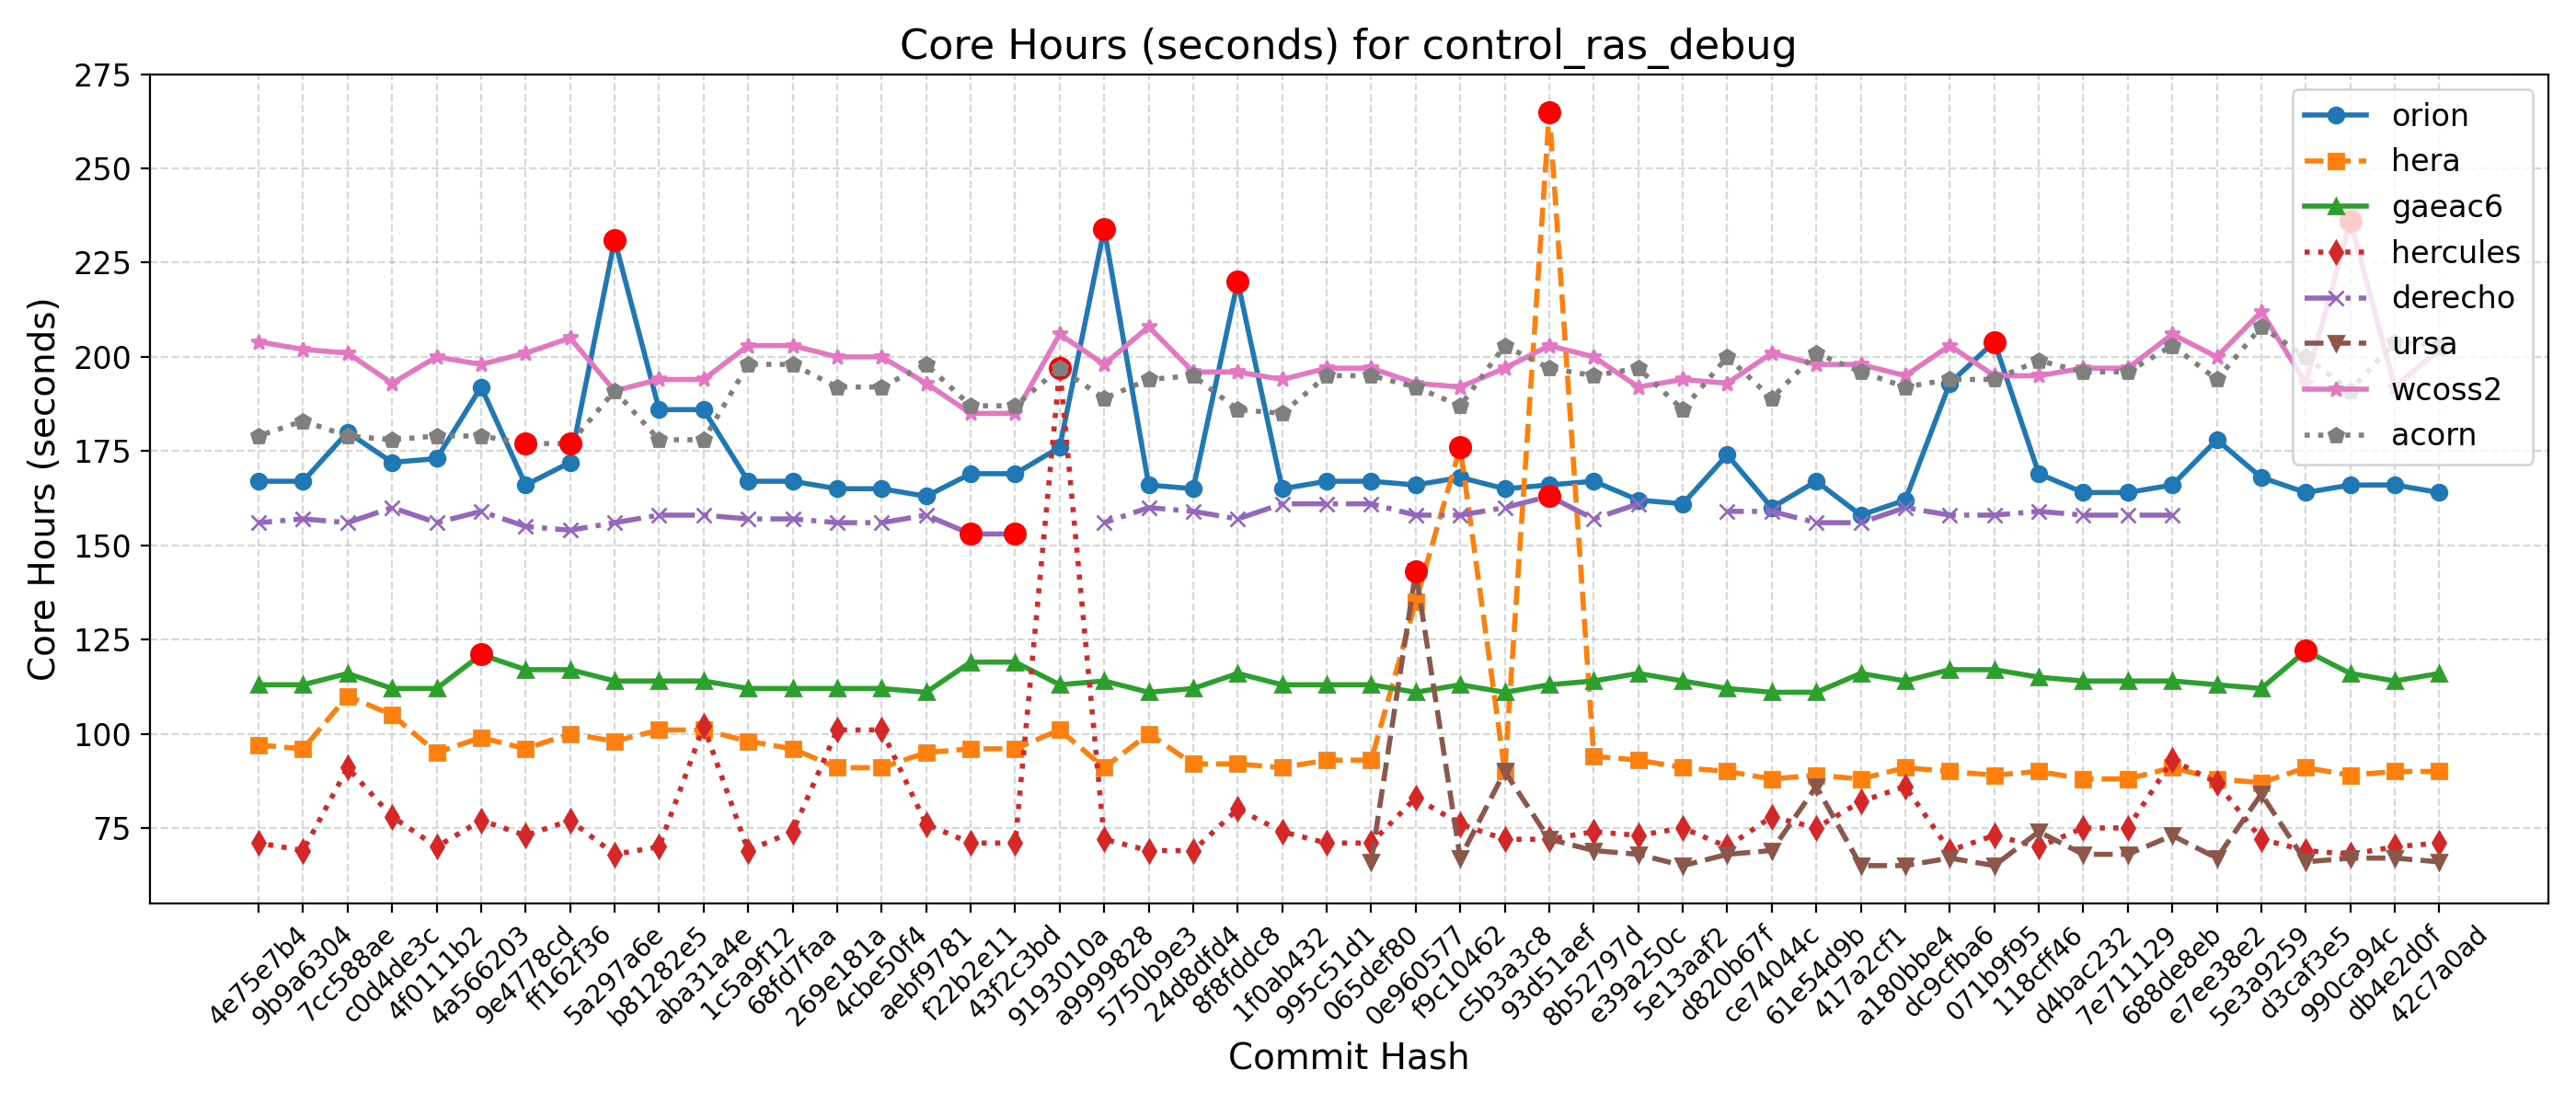 Core Hours (seconds) for control_ras_debug
Core Hours (seconds)
275
250
225
200
175
150
125
100
75
orion
hera
gaeac6
hercules
derecho
ursa
wcoss2
acorn
4e75e7b4
9b9a6304
7cc588ae
c0d4de3c
4f0111b2
4a566203
9e4778cd
ff162f36
5a297a6e
b81282e5
aba31a4e
1c5a9f12
68fd7faa
269e181a
4cbe50f4
aebf9781
f22b2e11
43f2c3bd
9193010a
a9999828
5750b9e3
24d8dfd4
8f8fddc8
1f0ab432
995c51d1
065def80
0e960577
f9c10462
c5b3a3c8
93d51aef
8b52797d
e39a250c
5e13aaf2
d820b67f
ce74044c
61e54d9b
417a2cf1
a180bbe4
dc9cfba6
071b9f95
118cff46
d4bac232
7e711129
688de8eb
e7ee38e2
5e3a9259
d3caf3e5
990ca94c
db4e2d0f
42c7a0ad
Commit Hash